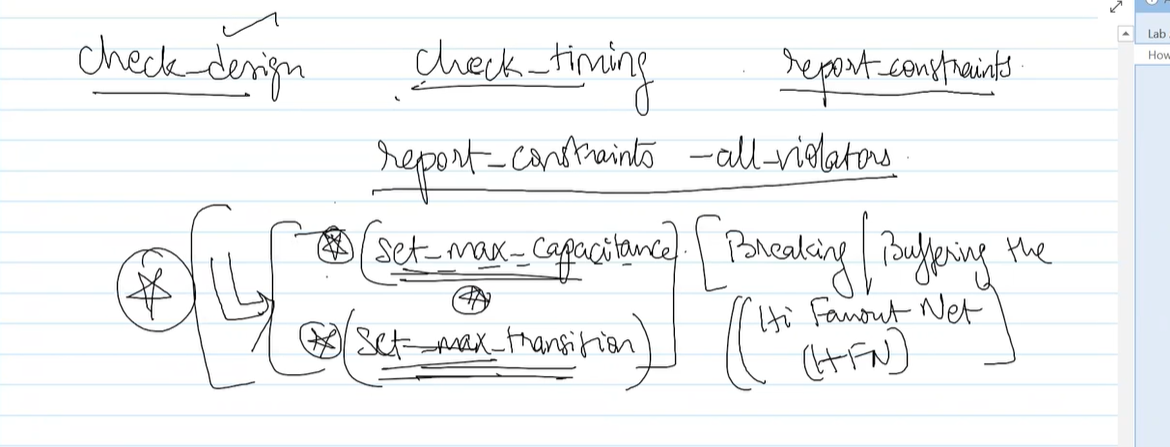 check_design check_timing report_constraints
report_constraints -all_violators
(set_max_capacitance) [Breaking | Buffering the
(set_max_transition) ((Hi Fanout Net
(HFN)
Lab
How